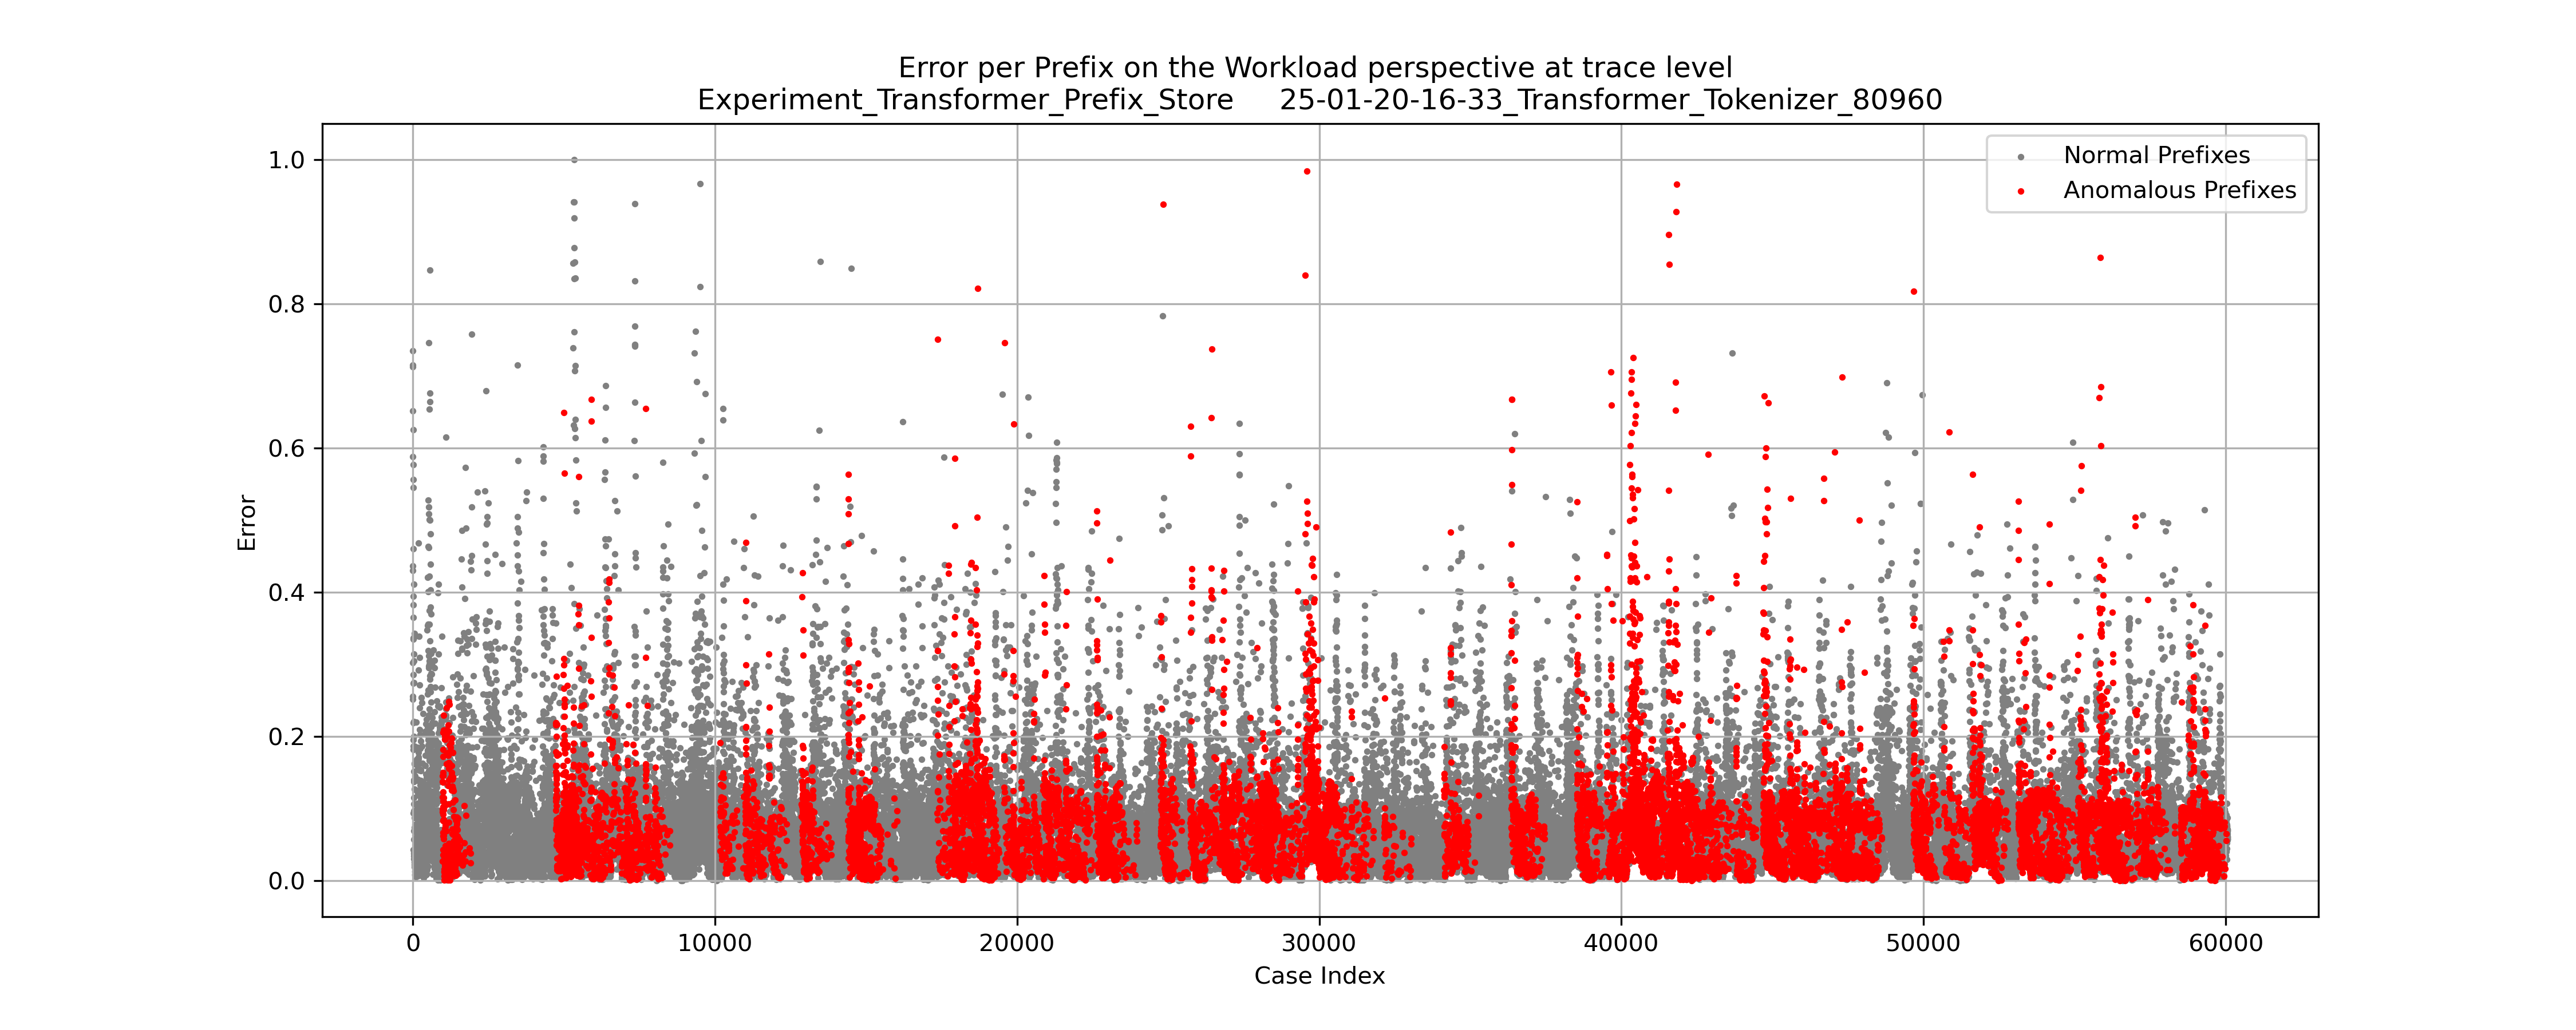 Error per Prefix on the Workload perspective at trace level
Experiment_Transformer_Prefix_Store 25-01-20-16-33_Transformer_Tokenizer_80960
Normal Prefixes
Anomalous Prefixes
1.0
0.8
0.6
0.4
0.2
0.0
Error
0 10000 20000 30000 40000 50000 60000
Case Index